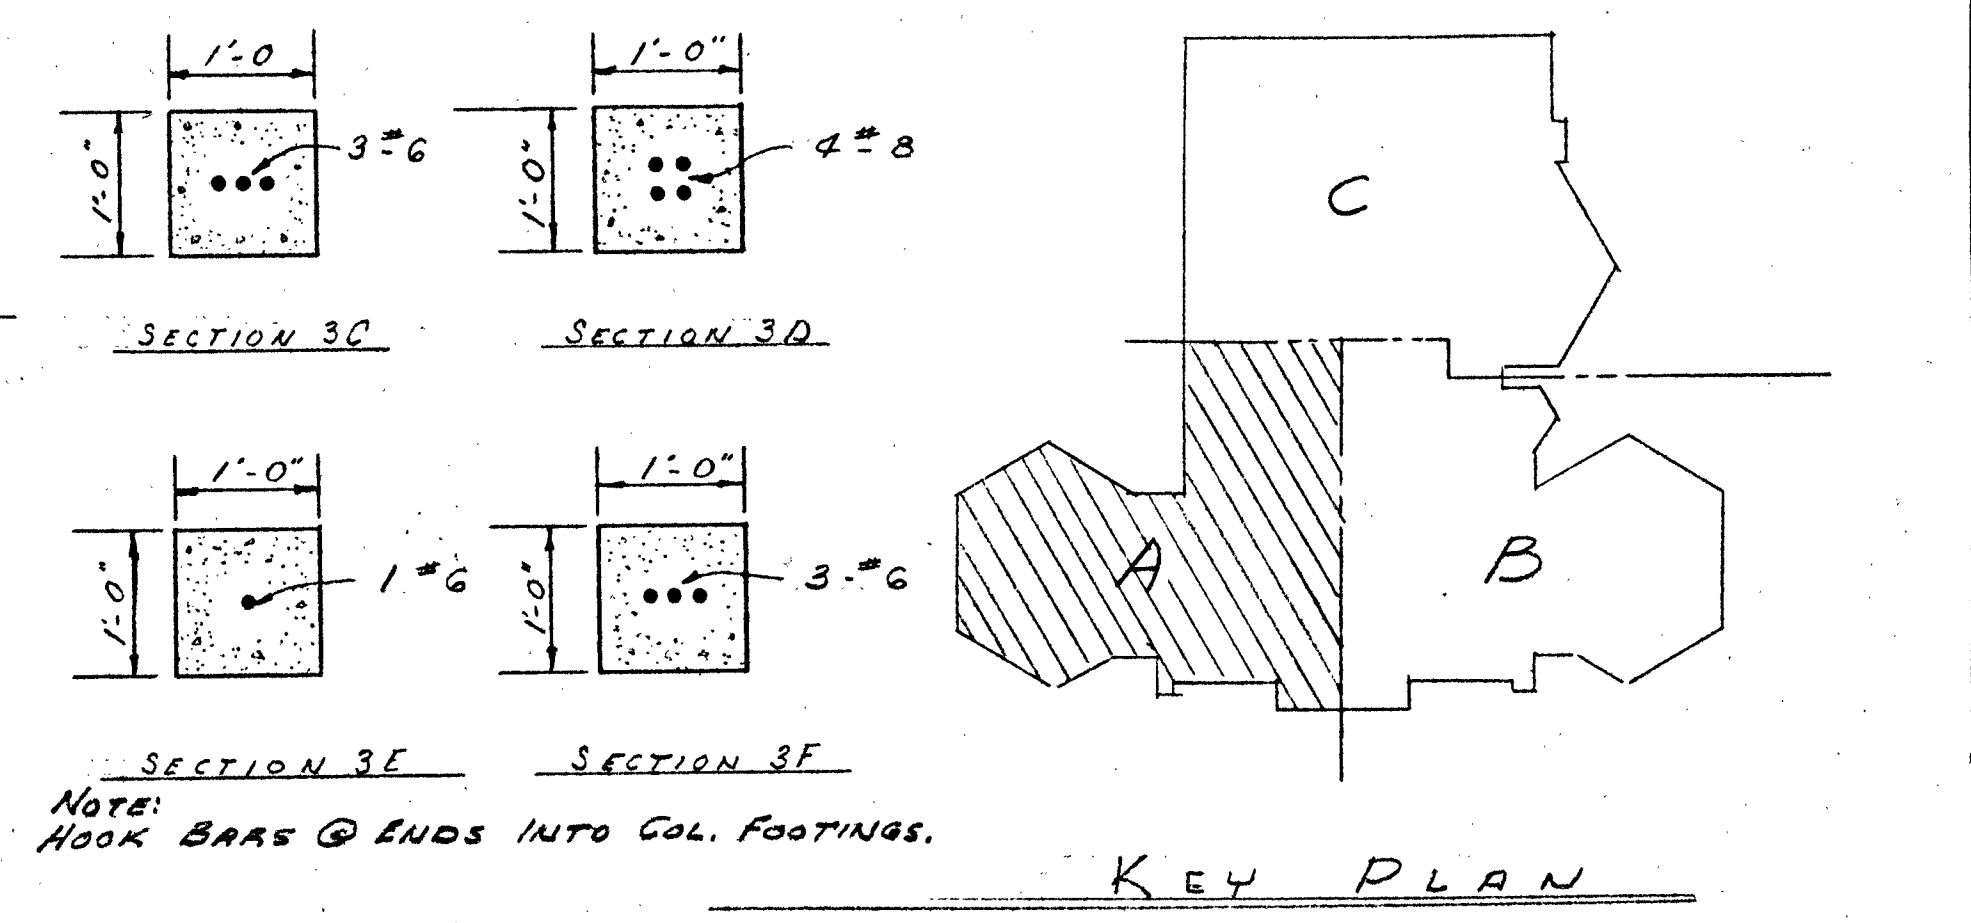 1'-0
1'-0"
3-#6
SECTION 3C
1'-0"
1'-0"
4-#8
SECTION 3D
1'-0"
1'-0"
1 #6
SECTION 3E
1'-0"
1'-0"
3-#6
SECTION 3F
NOTE:
HOOK BARS @ ENDS INTO COL. FOOTINGS.
C
A
B
KEY PLAN